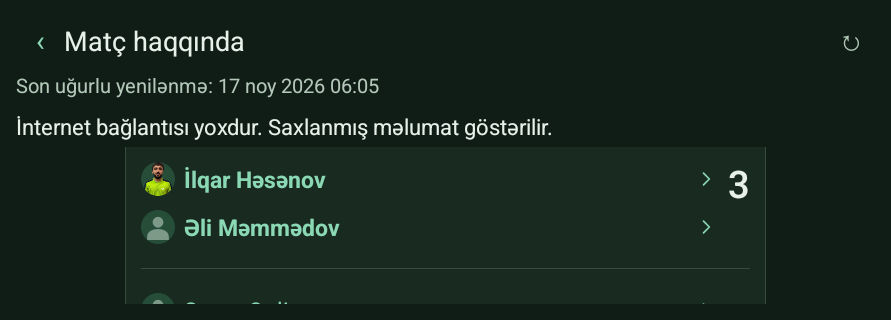 Matç haqqında
Son uğurlu yenilənmə: 17 noy 2026 06:05
İnternet bağlantısı yoxdur. Saxlanmış məlumat göstərilir.
İlqar Həsənov
3
Əli Məmmədov